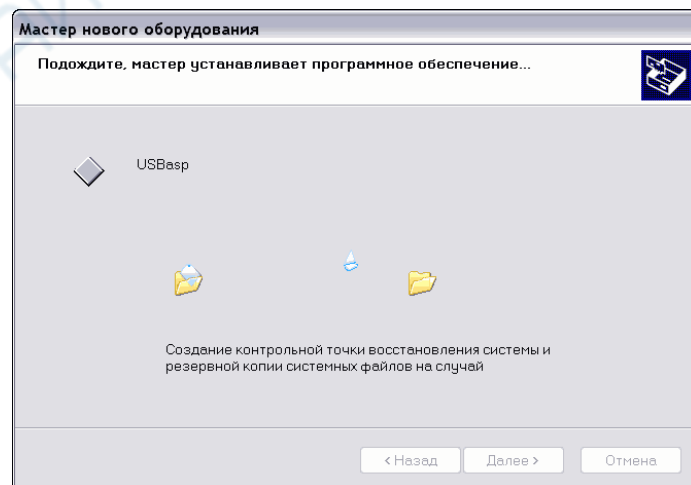 Мастер нового оборудования
Подождите, мастер устанавливает программное обеспечение...
USBasp
Создание контрольной точки восстановления системы и
резервной копии системных файлов на случай
< Назад
Далее >
Отмена